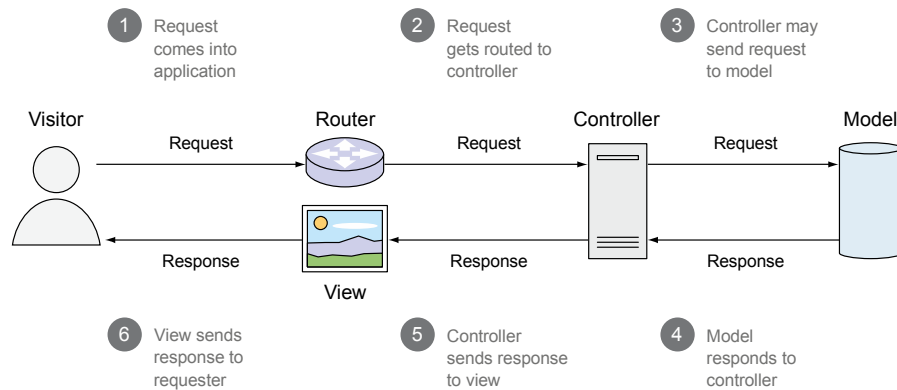 1 Request
comes into
application
2 Request
gets routed to
controller
3 Controller may
send request
to model
Visitor
Router
Controller
Model
Request
Request
Request
Response
Response
Response
View
6 View sends
response to
requester
5 Controller
sends response
to view
4 Model
responds to
controller